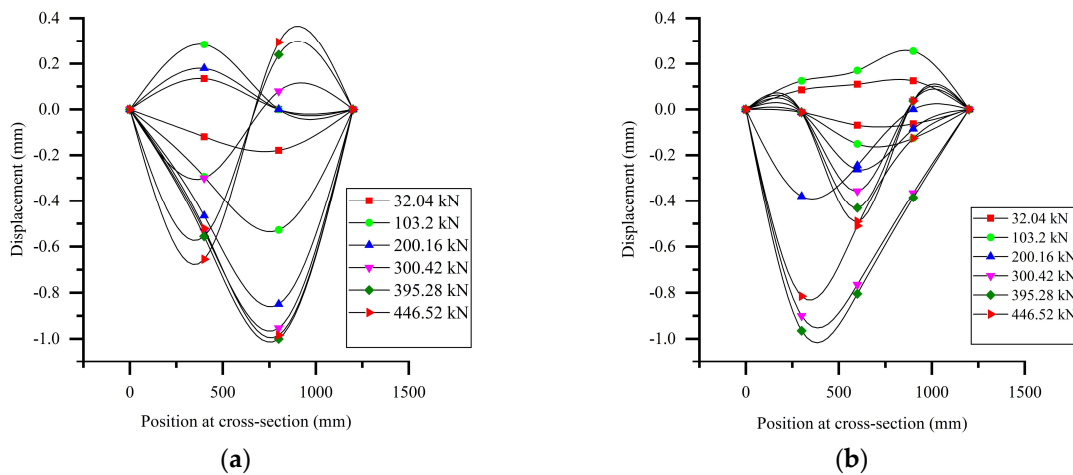 0.4
0.2
0.0
-0.2
-0.4
-0.6
-0.8
-1.0
Displacement (mm)
0
500
1000
1500
Position at cross-section (mm)
32.04 kN
103.2 kN
200.16 kN
300.42 kN
395.28 kN
446.52 kN
(a)
0.4
0.2
0.0
-0.2
-0.4
-0.6
-0.8
-1.0
Displacement (mm)
0
500
1000
1500
Position at cross-section (mm)
32.04 kN
103.2 kN
200.16 kN
300.42 kN
395.28 kN
446.52 kN
(b)